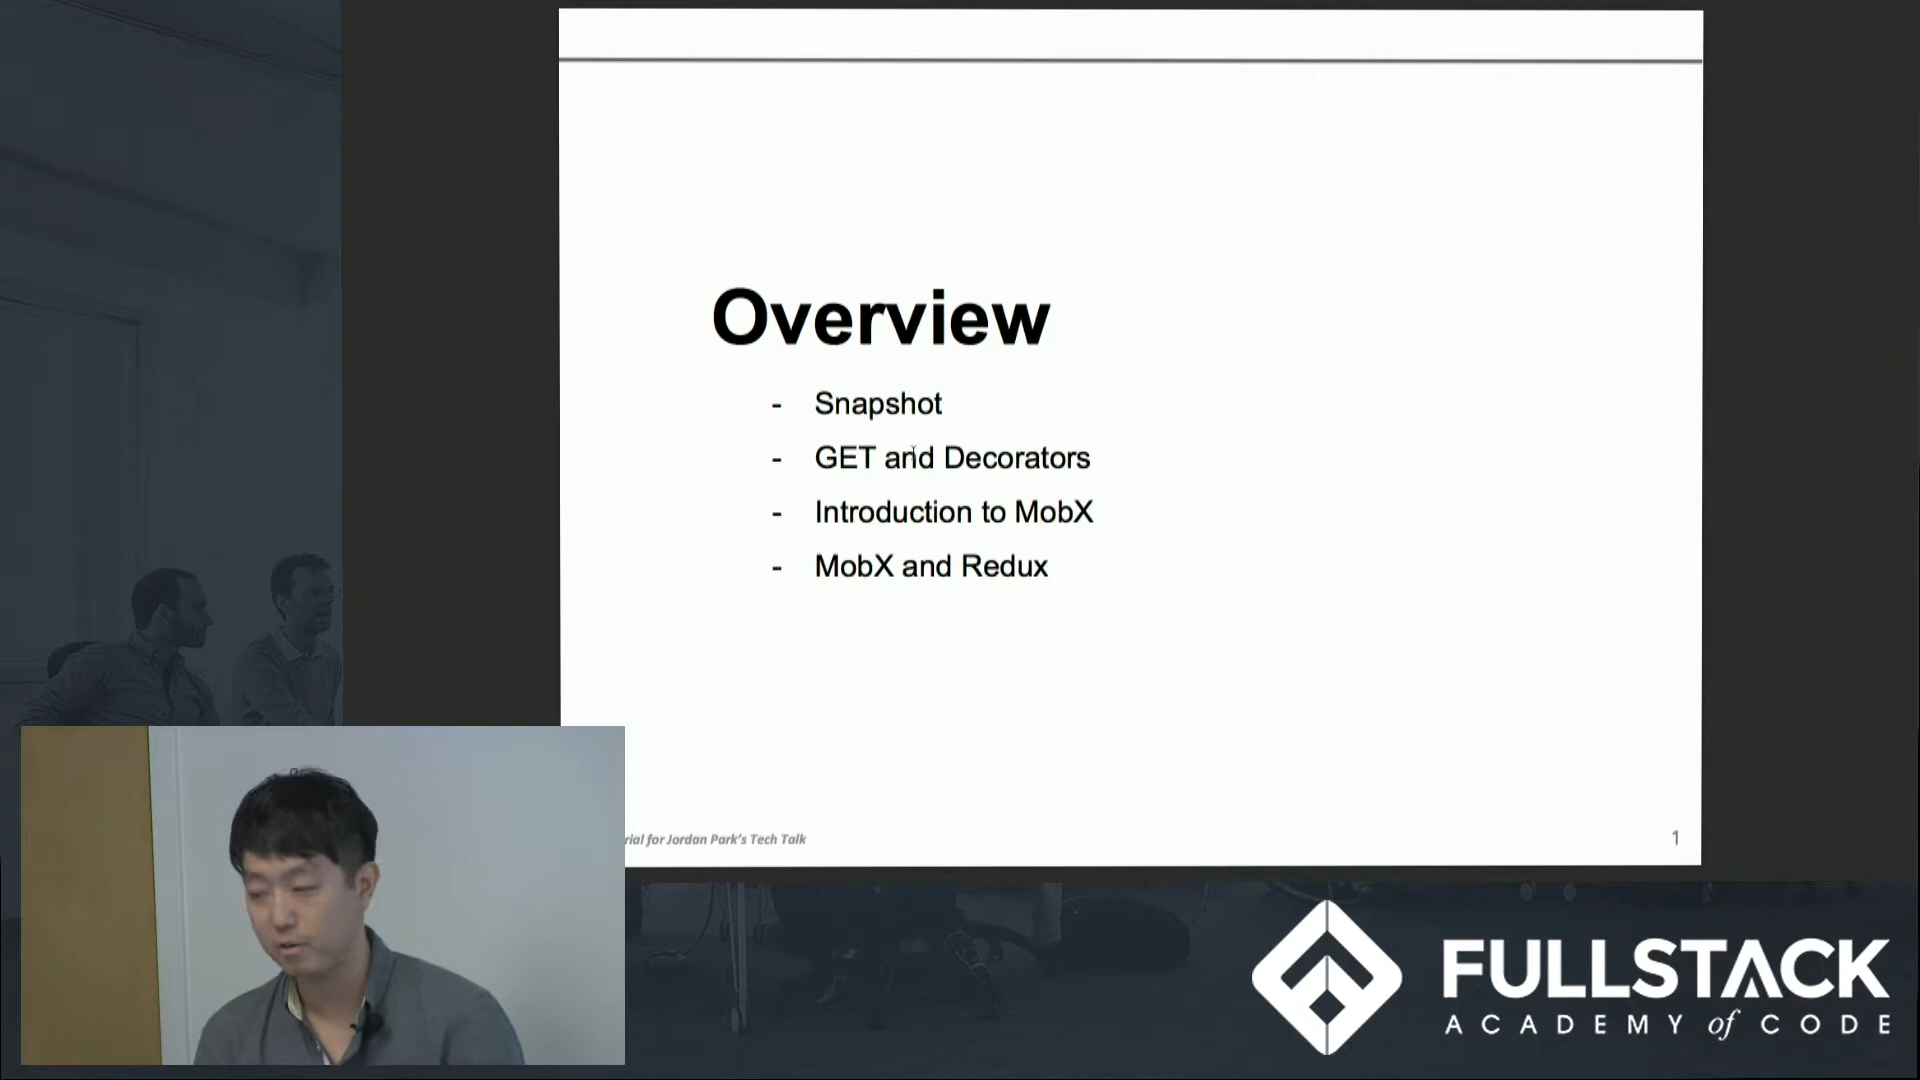 Overview
- Snapshot
- GET and Decorators
- Introduction to MobX
- MobX and Redux
for Jordan Park's Tech Talk
1
FULLSTACK
ACADEMY of CODE